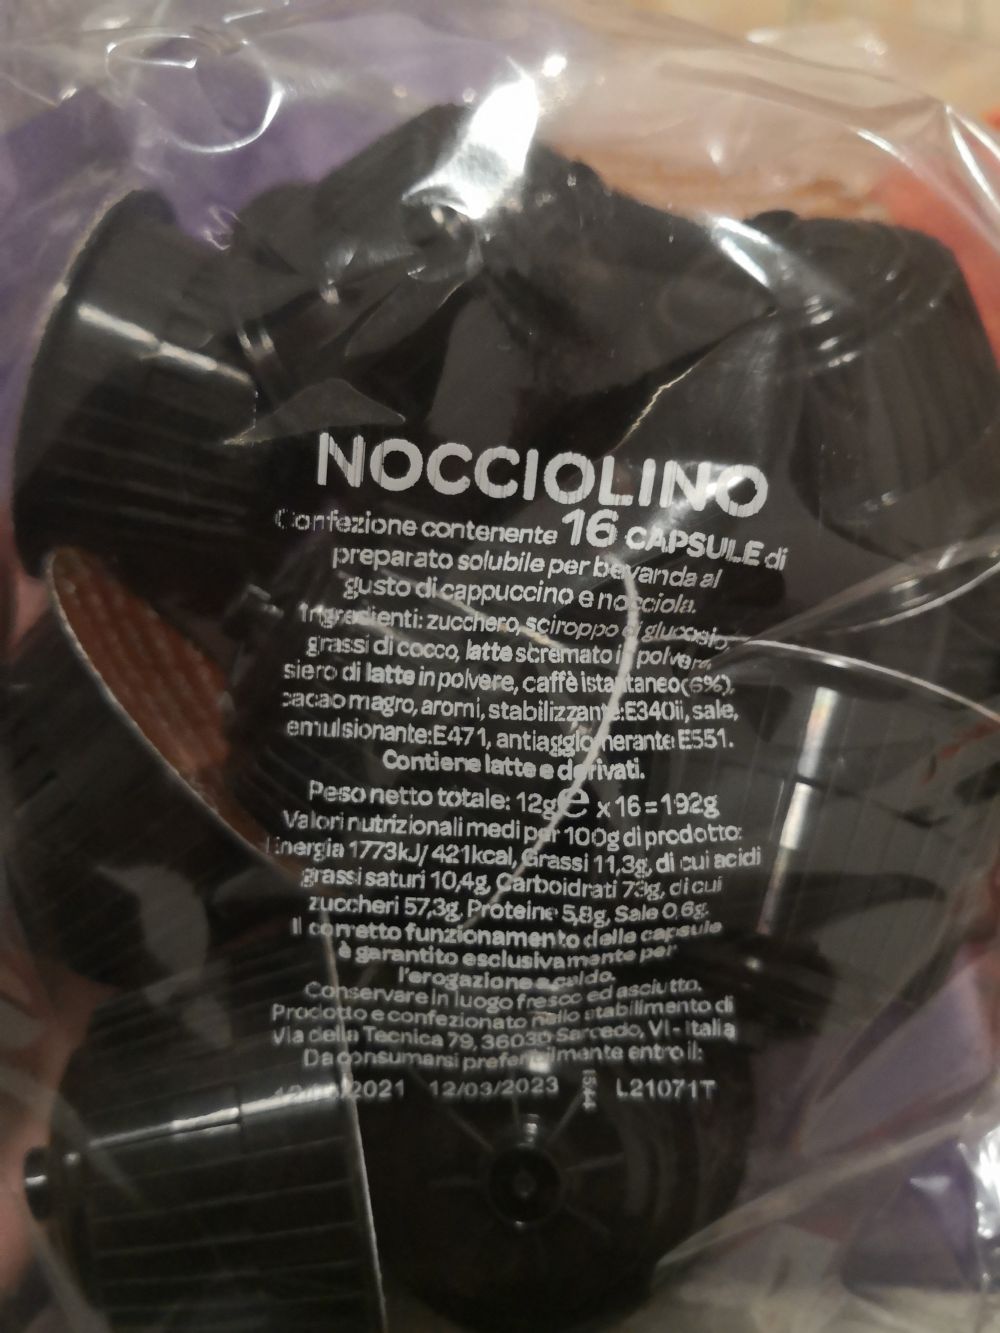 NOCCIOLINO
Confezione contenente 16 CAPSULE di
preparato solubile per bevanda al
gusto di cappuccino e nocciola.
Ingredienti: zucchero, sciroppo di glucosio,
grassi di cocco, latte scremato in polvere,
siero di latte in polvere, caffè istantaneo(6%),
cacao magro, aromi, stabilizzante:E340ii, sale,
emulsionante:E471, antiagglomerante: E551.
Contiene latte e derivati.
Peso netto totale: 12g e x 16 = 192g
Valori nutrizionali medi per 100g di prodotto:
Energia 1773kJ/ 421kcal, Grassi 11,3g, di cui acidi
grassi saturi 10,4g, Carboidrati 73g, di cui
zuccheri 57,3g, Proteine 5,8g, Sale 0,6g.
Il corretto funzionamento delle capsule
è garantito esclusivamente per
l'erogazione a caldo.
Conservare in luogo fresco ed asciutto.
Prodotto e confezionato nello stabilimento di
Via della Tecnica 79, 36030 Sarcedo, VI - Italia
Da consumarsi preferibilmente entro il:
2021 12/03/2023 L21071T